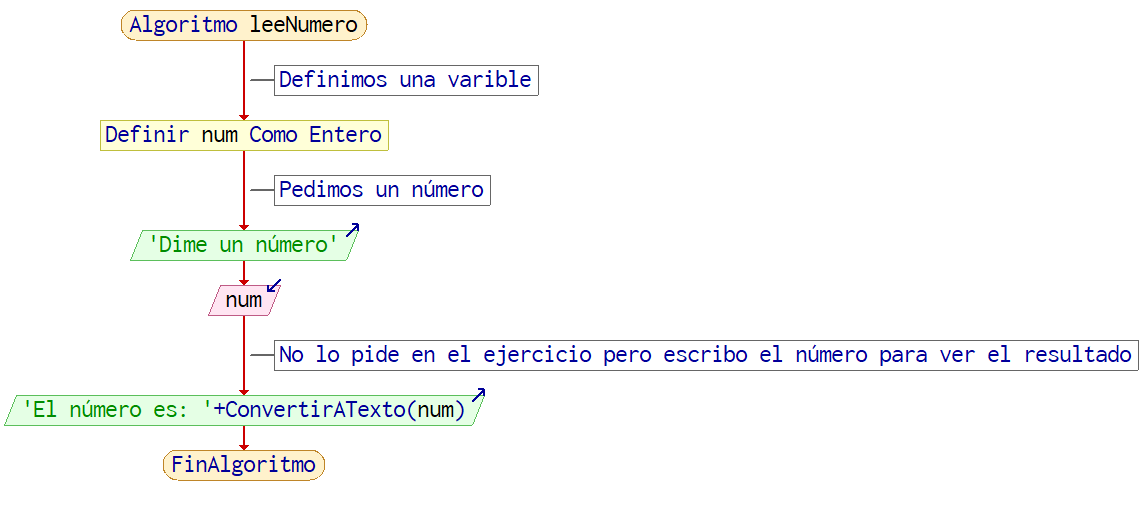 Algoritmo leeNumero
Definimos una varible
Definir num Como Entero
Pedimos un número
'Dime un número'
num
No lo pide en el ejercicio pero escribo el número para ver el resultado
'El número es: '+ConvertirATexto(num)
FinAlgoritmo